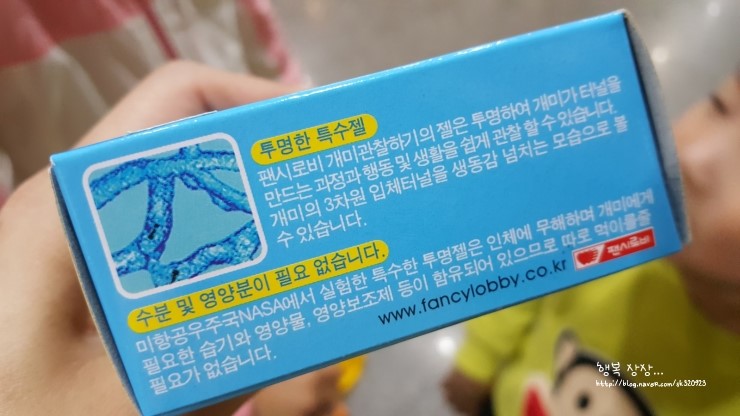 투명한 특수젤
팬시로비 개미관찰하기의 젤은 투명하여 개미가 터널을
만드는 과정과 행동 및 생활을 쉽게 관찰 할 수 있습니다.
개미의 3차원 입체터널을 생동감 넘치는 모습으로 볼
수 있습니다.
수분 및 영양분이 필요 없습니다.
미항공우주국NASA에서 실험한 특수한 투명젤은 인체에 무해하며 개미에게
필요한 습기와 영양물, 영양보조제 등이 함유되어 있으므로 따로 먹이를줄
필요가 없습니다.
www.fancylobby.co.kr
팬시로비
행복 장창...
http://blog.naver.com/sk320923